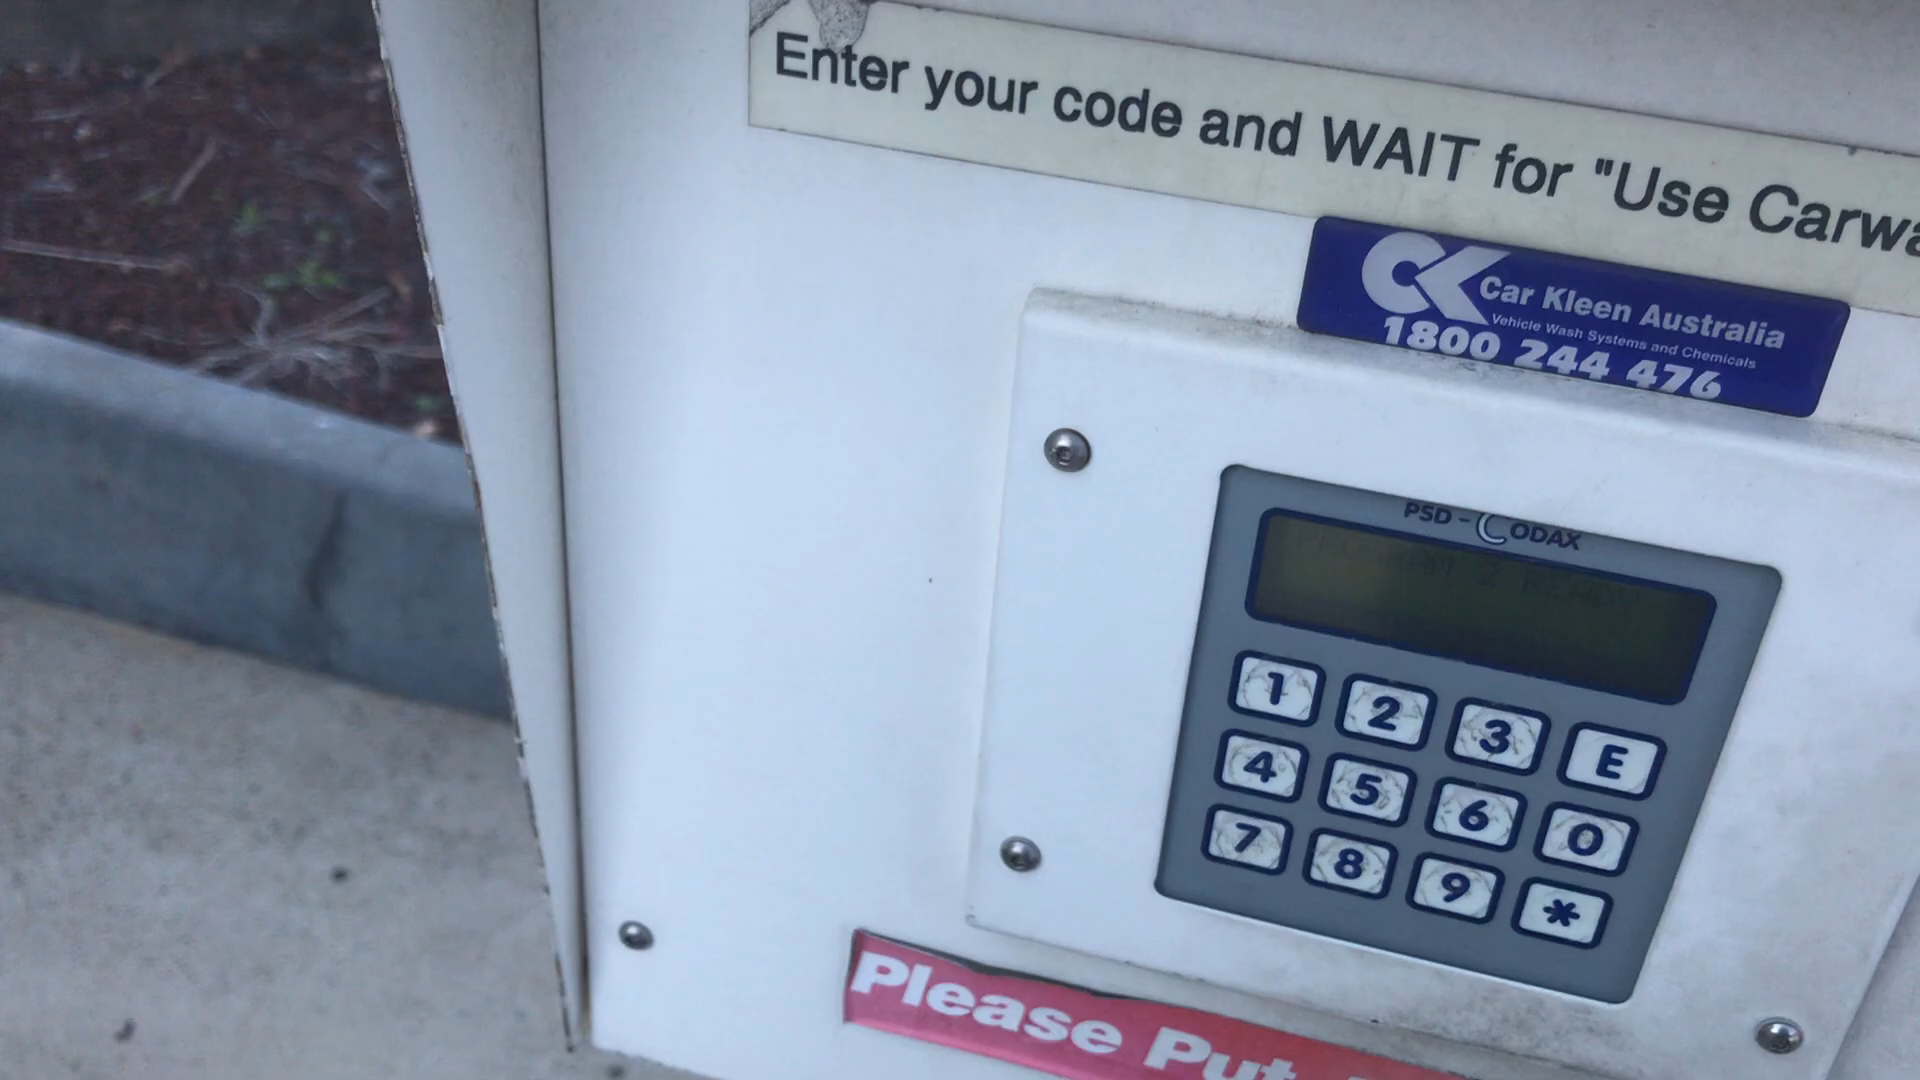 Enter your code and WAIT for "Use Carwa
CK Car Kleen Australia
Vehicle Wash Systems and Chemicals
1800 244 476
PSD - CODAX
1 2 3 E
4 5 6 0
7 8 9 *
Please Put